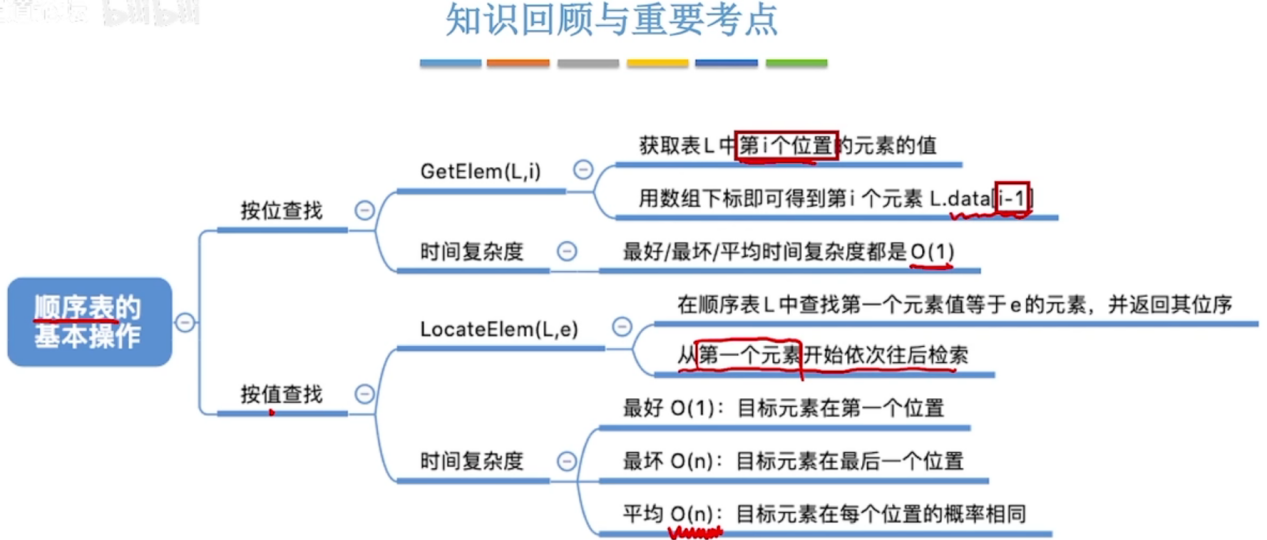 bilibili
知识回顾与重要考点
获取表L中第i个位置的元素的值
GetElem(L,i)
用数组下标即可得到第i个元素 L.data[i-1]
按位查找
时间复杂度
最好/最坏/平均时间复杂度都是O(1)
顺序表的
基本操作
在顺序表L中查找第一个元素值等于e的元素，并返回其位序
LocateElem(L,e)
从第一个元素开始依次往后检索
按值查找
最好 O(1)：目标元素在第一个位置
时间复杂度
最坏 O(n)：目标元素在最后一个位置
平均 O(n)：目标元素在每个位置的概率相同